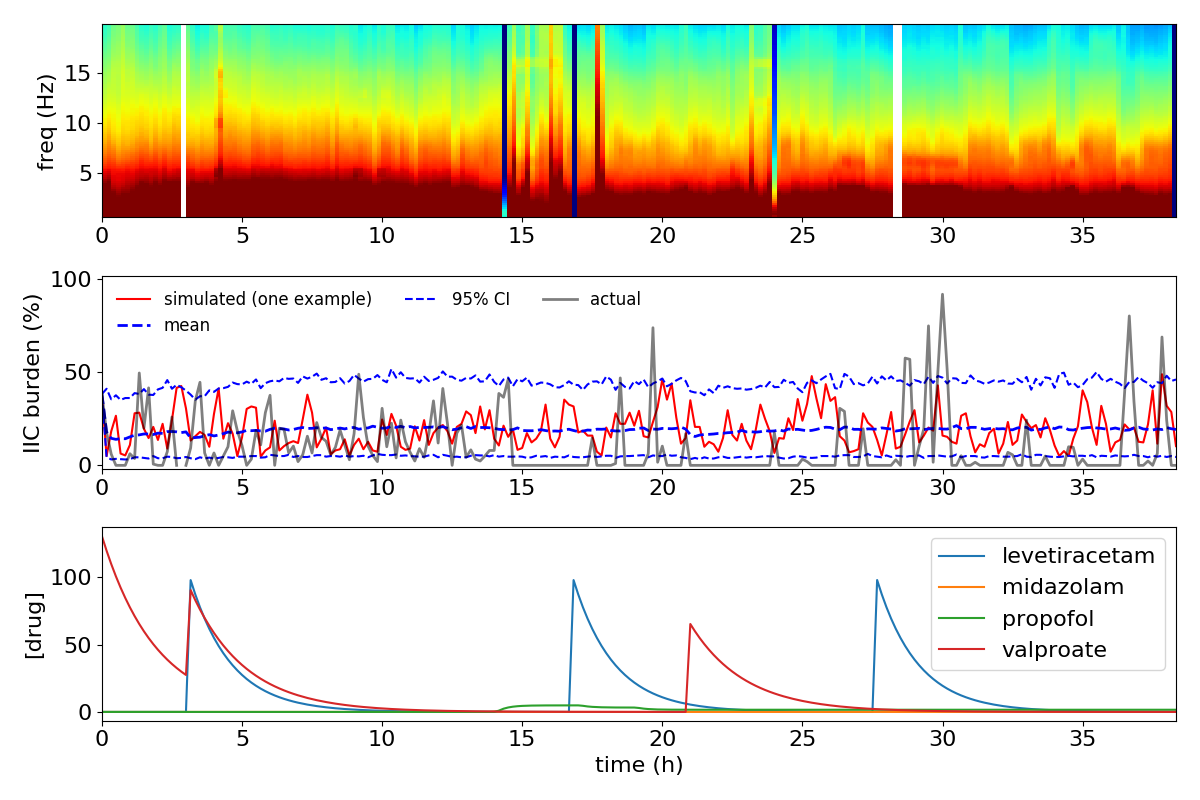 freq (Hz)
15
10
5
0 5 10 15 20 25 30 35
IIC burden (%)
100
50
0
simulated (one example)
mean
95% CI
actual
0 5 10 15 20 25 30 35
[drug]
100
50
0
levetiracetam
midazolam
propofol
valproate
0 5 10 15 20 25 30 35
time (h)